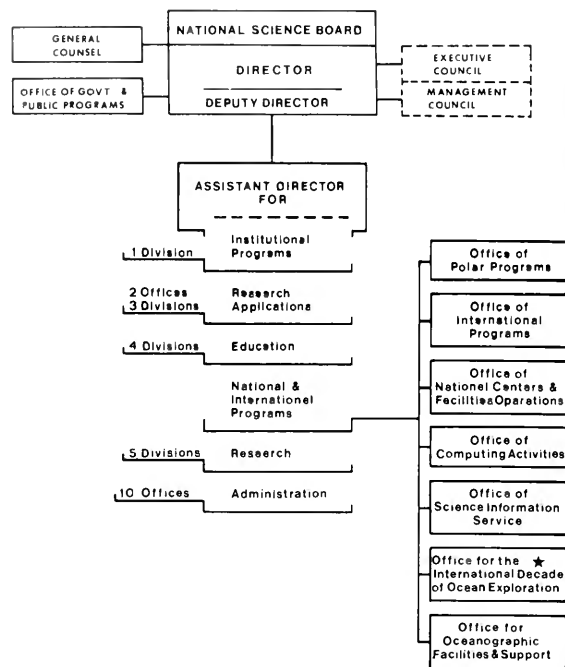 NATIONAL SCIENCE BOARD
GENERAL
COUNSEL
DIRECTOR
EXECUTIVE
COUNCIL
OFFICE OF GOVT &
PUBLIC PROGRAMS
DEPUTY DIRECTOR
MANAGEMENT
COUNCIL
ASSISTANT DIRECTOR
FOR
1 Division
Institutional
Programs
2 Offices
3 Divisions
Research
Applications
4 Divisions
Education
National &
International
Programs
5 Divisions
Research
10 Offices
Administration
Office of
Polar Programs
Office of
International
Programs
Office of
National Centers &
Facilities Operations
Office of
Computing Activities
Office of
Science Information
Service
Office for the ★
International Decade
of Ocean Exploration
Office for
Oceanographic
Facilities & Support